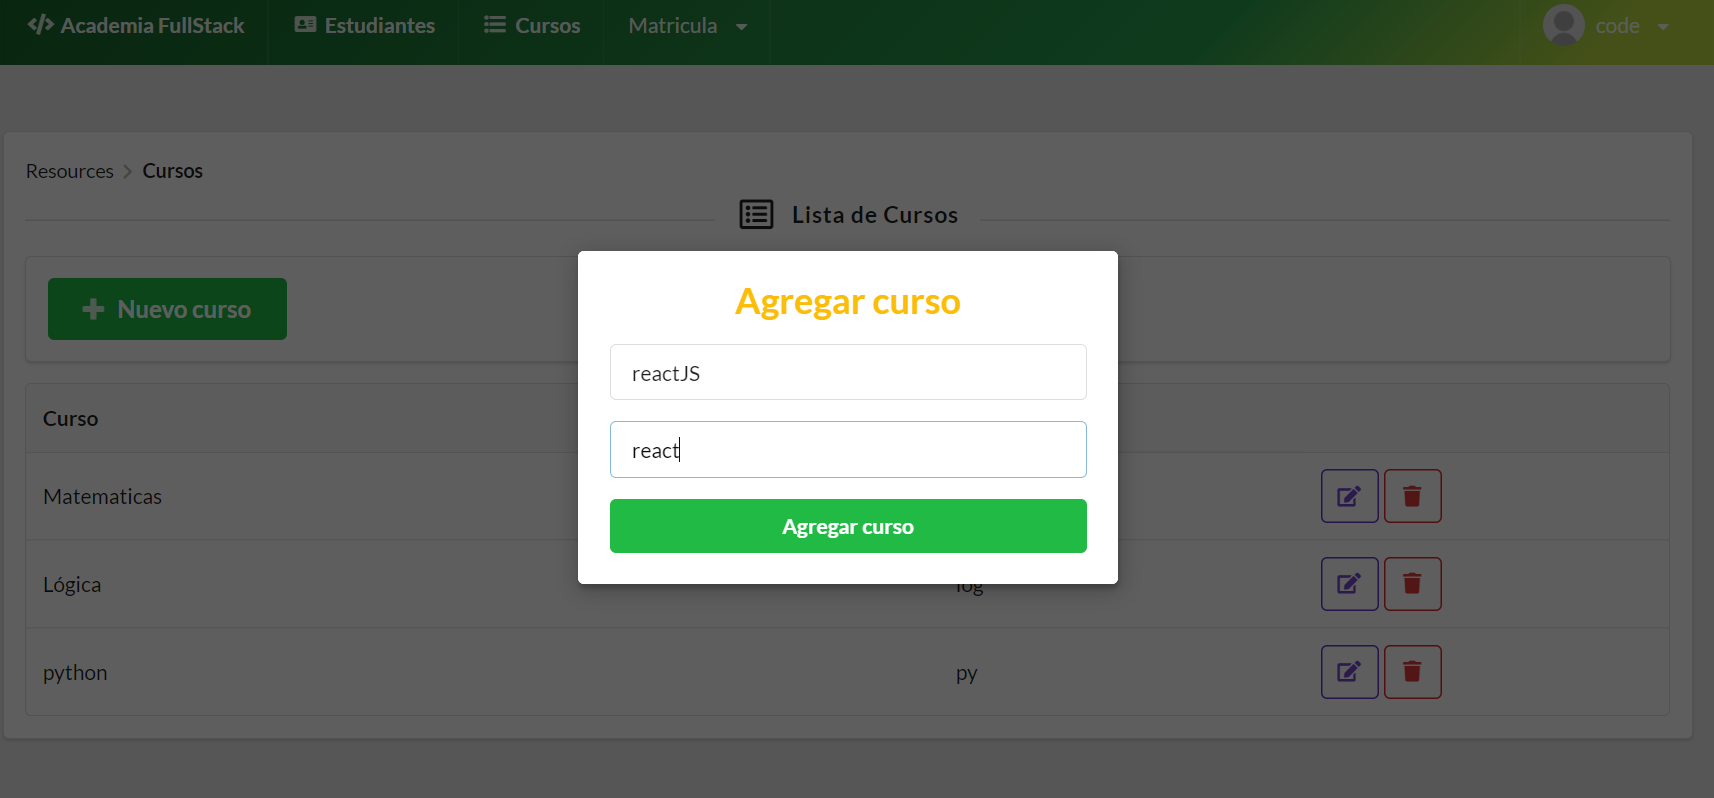 Academia FullStack Estudiantes Cursos Matricula code
Resources Cursos
Lista de Cursos
Nuevo curso
Agregar curso
reactJS
react
Agregar curso
Curso
Matematicas
Lógica log
python py